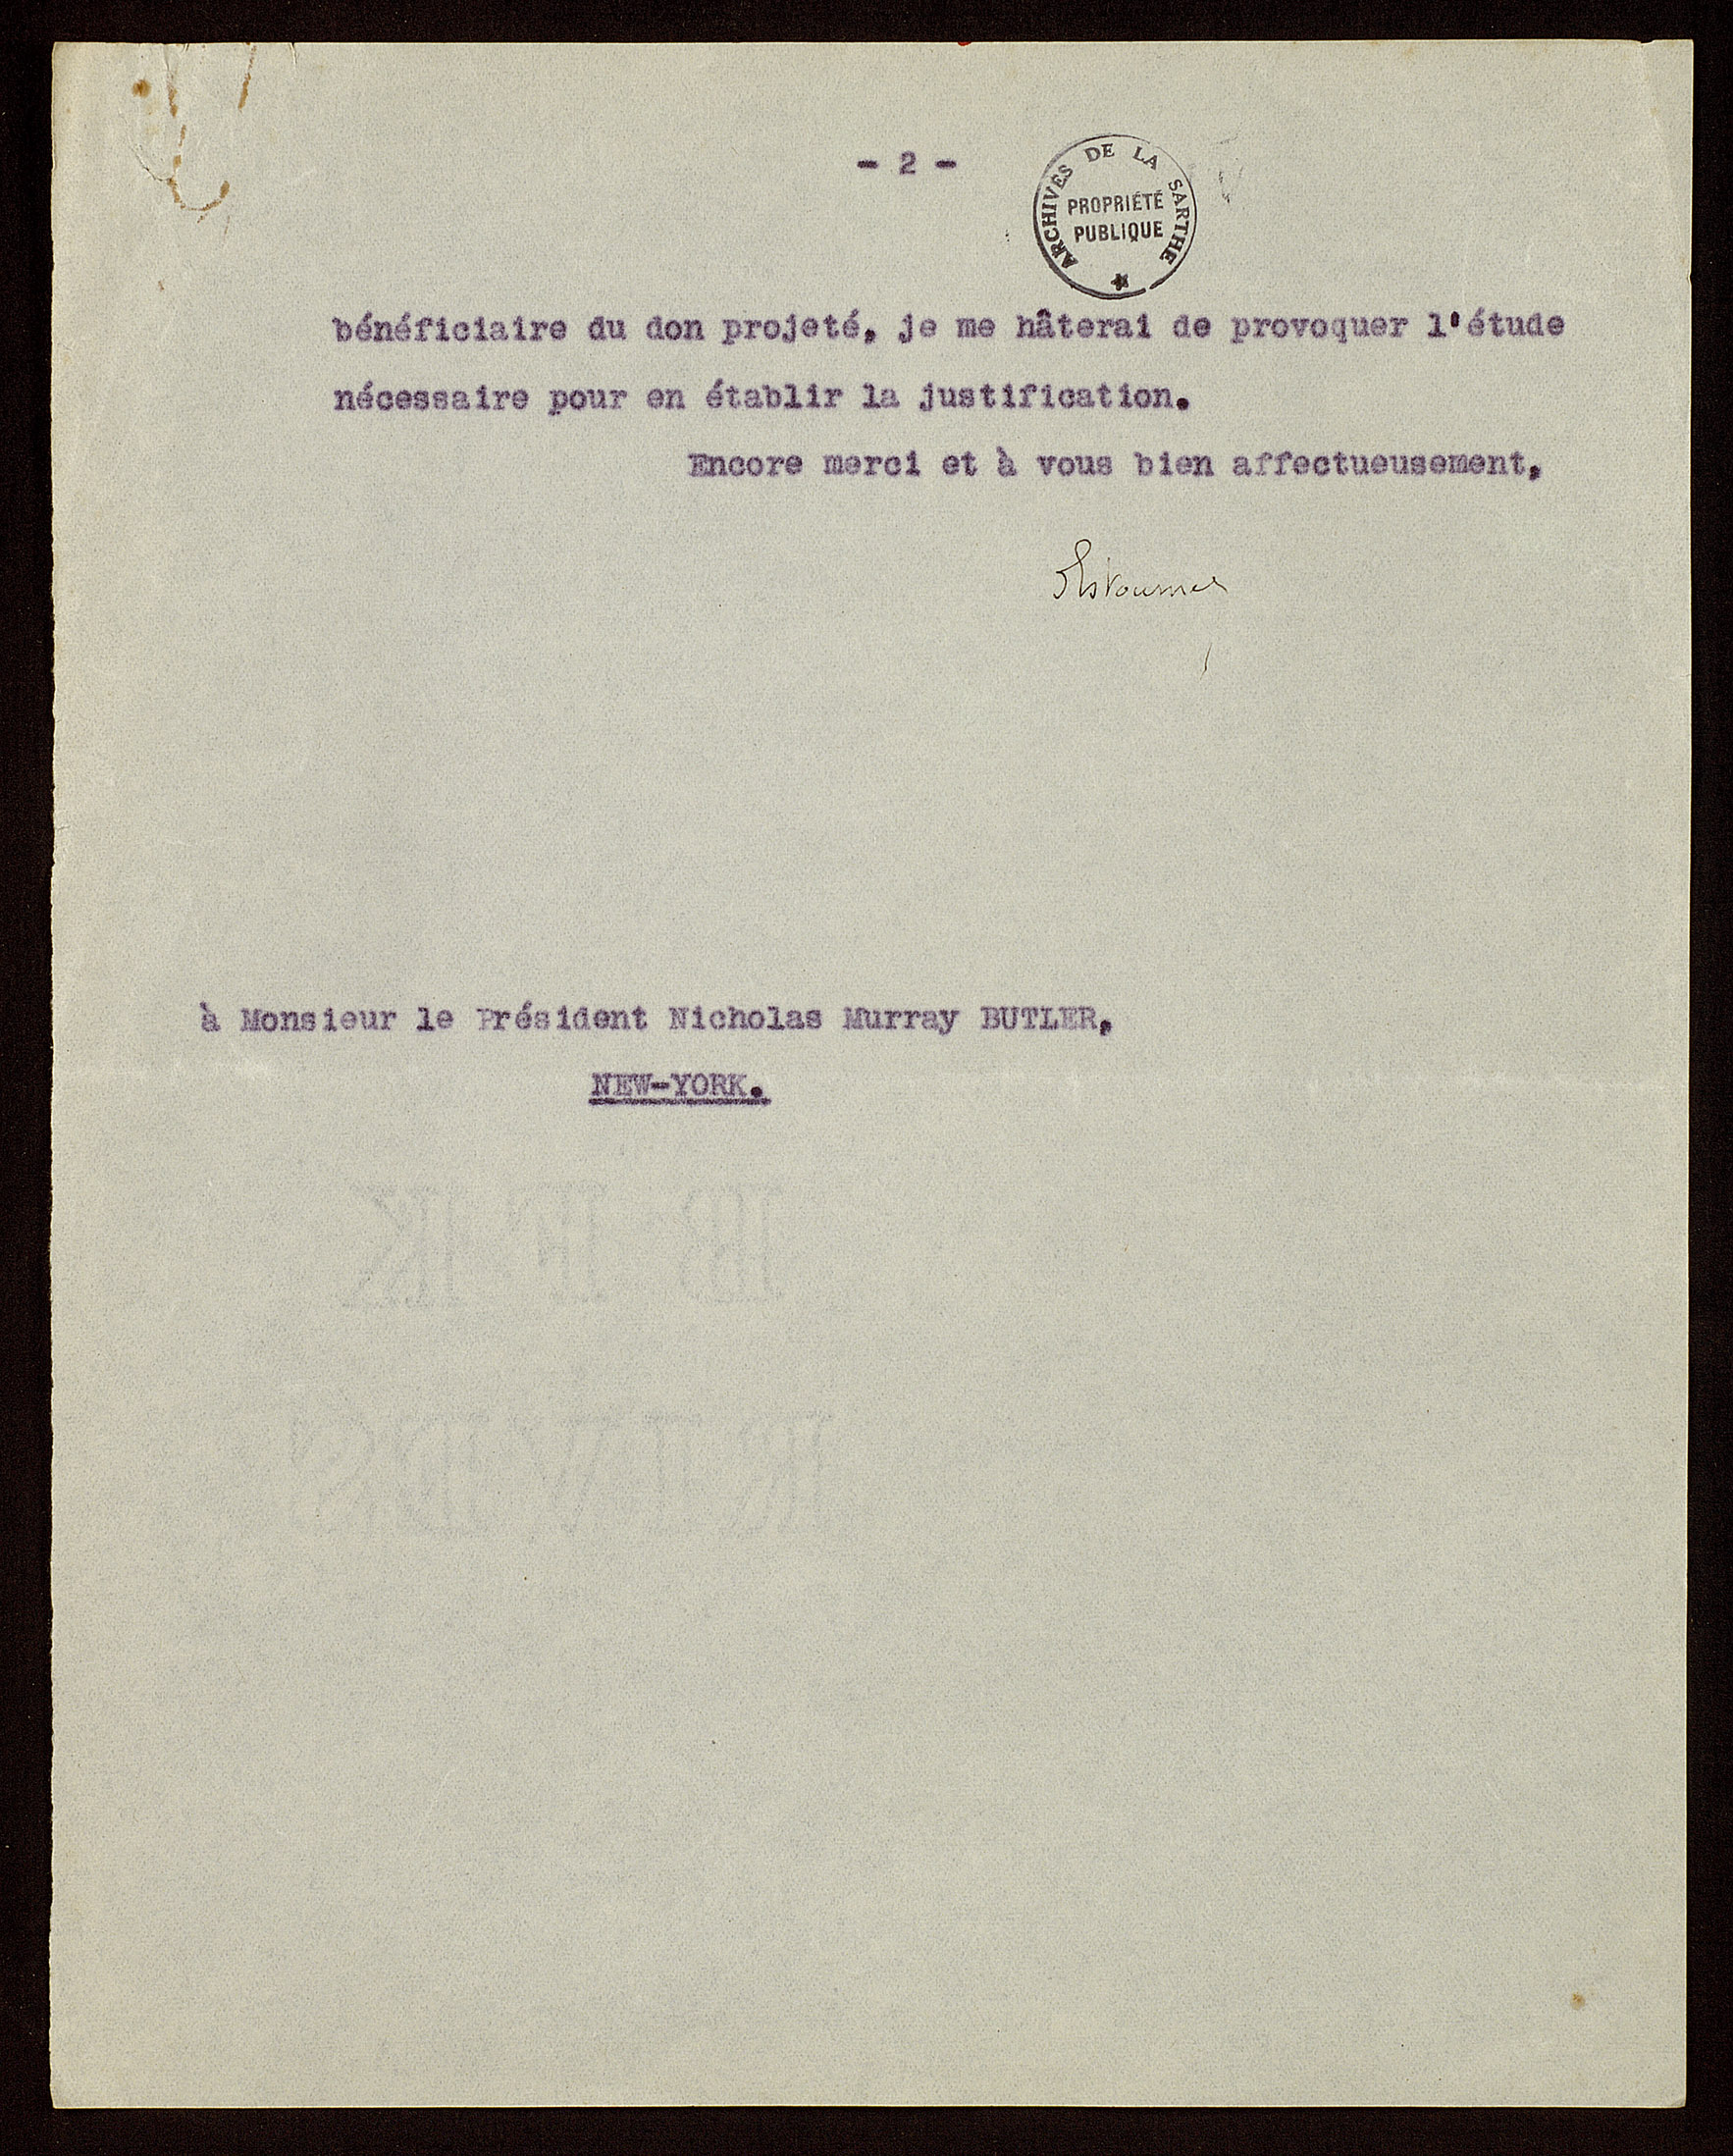 - 2 -
ARCHIVES DE LA SARTHE
PROPRIÉTÉ
PUBLIQUE
bénéficiaire du don projeté, je me hâterai de provoquer l'étude
nécessaire pour en établir la justification.
Encore merci et à vous bien affectueusement,
à Monsieur le Président Nicholas Murray BUTLER,
NEW-YORK.
B F K
RIVES